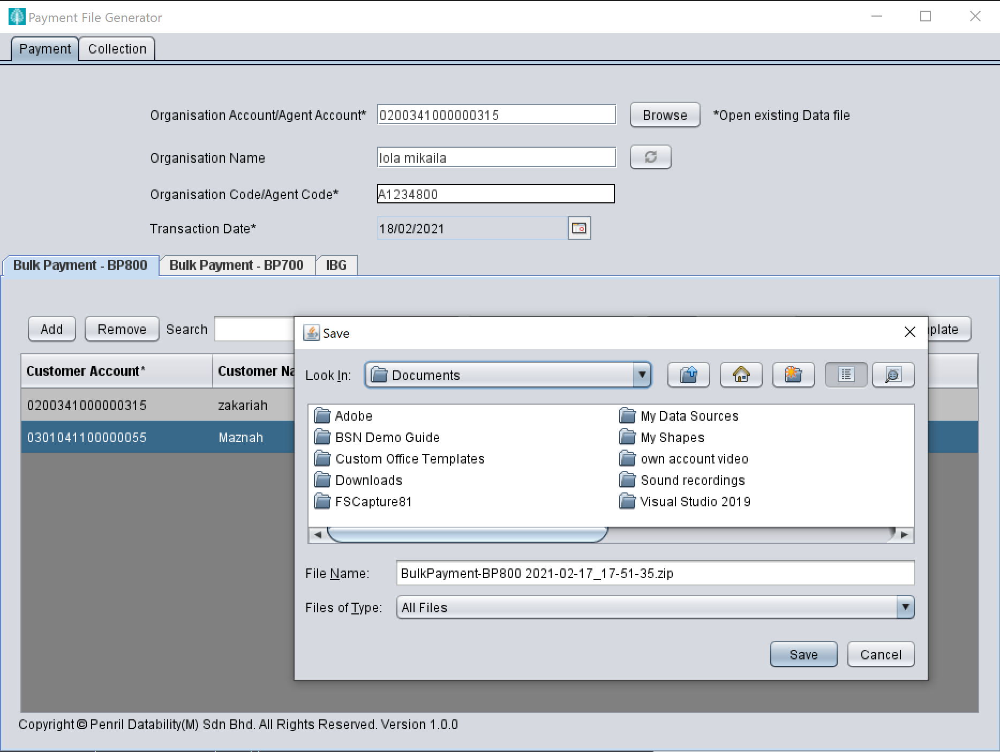 Payment File Generator
Payment Collection
Organisation Account/Agent Account* 0200341000000315 Browse *Open existing Data file
Organisation Name lola mikaila
Organisation Code/Agent Code* A1234800
Transaction Date* 18/02/2021
Bulk Payment - BP800 Bulk Payment - BP700 IBG
Add Remove Search plate
Save
Customer Account* Customer Na
Look In: Documents
0200341000000315 zakariah
0301041100000055 Maznah
Adobe My Data Sources
BSN Demo Guide My Shapes
Custom Office Templates own account video
Downloads Sound recordings
FSCapture81 Visual Studio 2019
File Name: BulkPayment-BP800 2021-02-17_17-51-35.zip
Files of Type: All Files
Save Cancel
Copyright © Penril Datability(M) Sdn Bhd. All Rights Reserved. Version 1.0.0